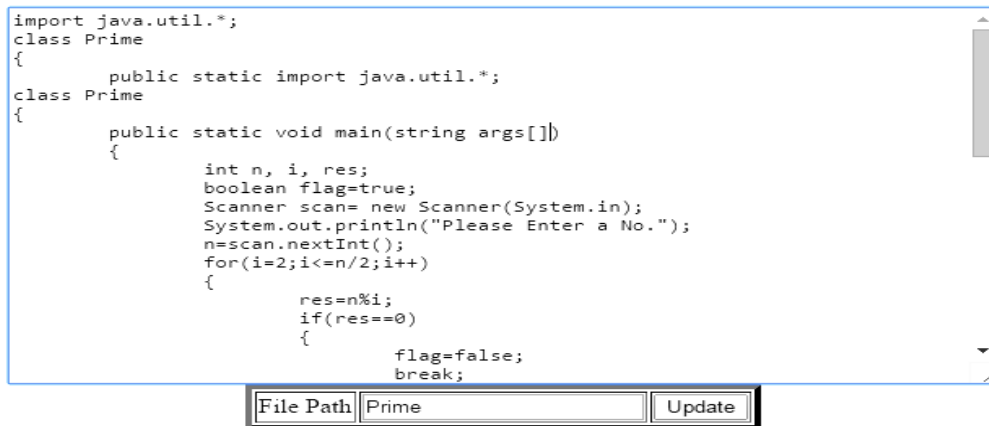 import java.util.*;
class Prime
{
        public static import java.util.*;
class Prime
{
        public static void main(string args[])
        {
                int n, i, res;
                boolean flag=true;
                Scanner scan= new Scanner(System.in);
                System.out.println("Please Enter a No.");
                n=scan.nextInt();
                for(i=2;i<=n/2;i++)
                {
                        res=n%i;
                        if(res==0)
                        {
                                flag=false;
                                break;
File Path Prime Update